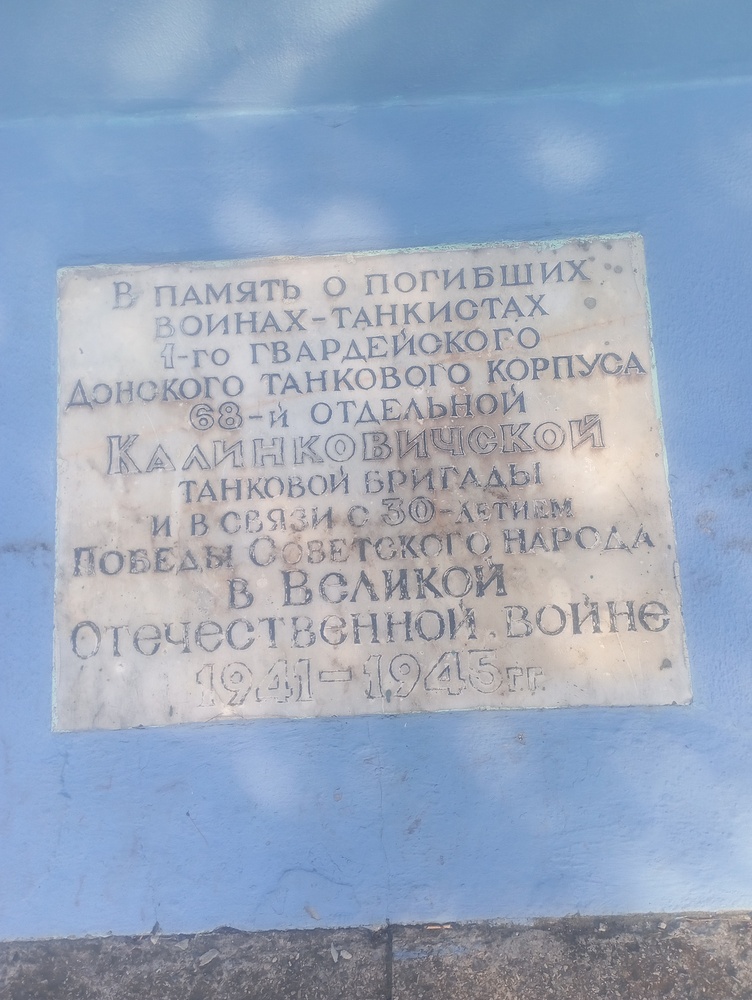 В ПАМЯТЬ О ПОГИБШИХ
ВОИНАХ-ТАНКИСТАХ
1-го ГВАРДЕЙСКОГО
ДОНСКОГО ТАНКОВОГО КОРПУСА
68-й ОТДЕЛЬНОЙ
КАЛИНКОВИЧСКОЙ
ТАНКОВОЙ БРИГАДЫ
И В СВЯЗИ С 30-ЛЕТИЕМ
ПОБЕДЫ СОВЕТСКОГО НАРОДА
В ВЕЛИКОЙ
ОТЕЧЕСТВЕННОЙ ВОЙНЕ
1941-1945 гг.